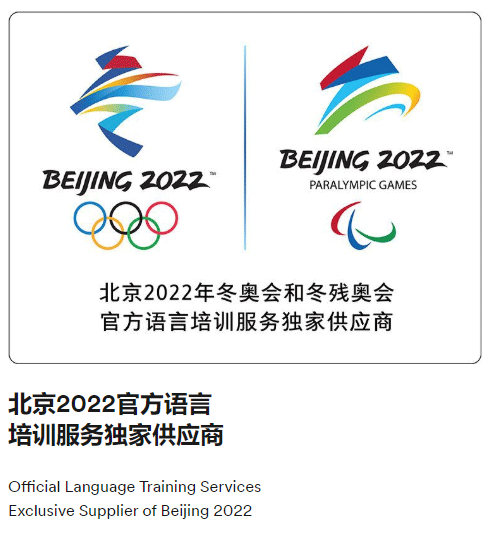 BEIJING 2022™
BEIJING 2022™
PARALYMPIC GAMES
北京2022年冬奥会和冬残奥会
官方语言培训服务独家供应商
北京2022官方语言
培训服务独家供应商
Official Language Training Services
Exclusive Supplier of Beijing 2022